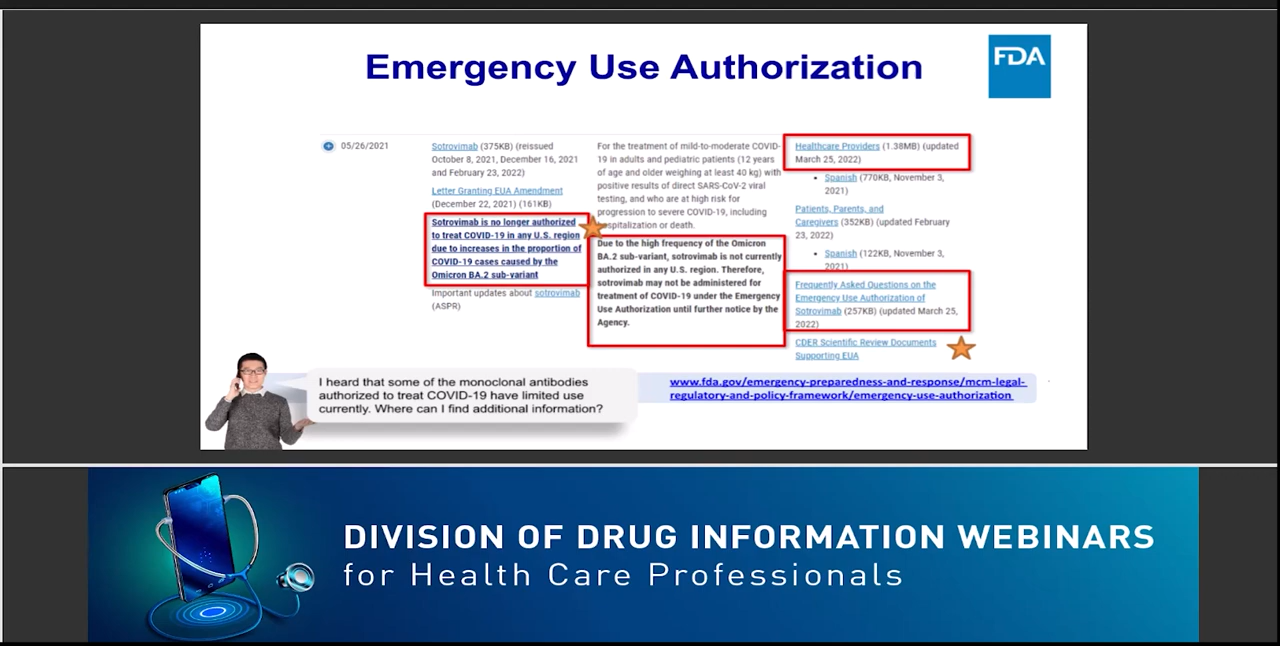 Emergency Use Authorization
FDA
05/26/2021
Sotrovimab (375KB) (reissued
October 8, 2021, December 16, 2021
and February 23, 2022)
Letter Granting EUA Amendment
(December 22, 2021) (161KB)
Sotrovimab is no longer authorized
to treat COVID-19 in any U.S. region
due to increases in the proportion of
COVID-19 cases caused by the
Omicron BA.2 sub-variant
Important updates about sotrovimab
(ASPR)
For the treatment of mild-to-moderate COVID-
19 in adults and pediatric patients (12 years
of age and older weighing at least 40 kg) with
positive results of direct SARS-CoV-2 viral
testing, and who are at high risk for
progression to severe COVID-19, including
hospitalization or death.
Due to the high frequency of the Omicron
BA.2 sub-variant, sotrovimab is not currently
authorized in any U.S. region. Therefore,
sotrovimab may not be administered for
treatment of COVID-19 under the Emergency
Use Authorization until further notice by the
Agency.
Healthcare Providers (1.38MB) (updated
March 25, 2022)
Spanish (770KB, November 3,
2021)
Patients, Parents, and
Caregivers (352KB) (updated February
23, 2022)
Spanish (122KB, November 3,
2021)
Frequently Asked Questions on the
Emergency Use Authorization of
Sotrovimab (257KB) (updated March 25,
2022)
CDER Scientific Review Documents
Supporting EUA
I heard that some of the monoclonal antibodies
authorized to treat COVID-19 have limited use
currently. Where can I find additional information?
www.fda.gov/emergency-preparedness-and-response/mcm-legal-
regulatory-and-policy-framework/emergency-use-authorization
DIVISION OF DRUG INFORMATION WEBINARS
for Health Care Professionals